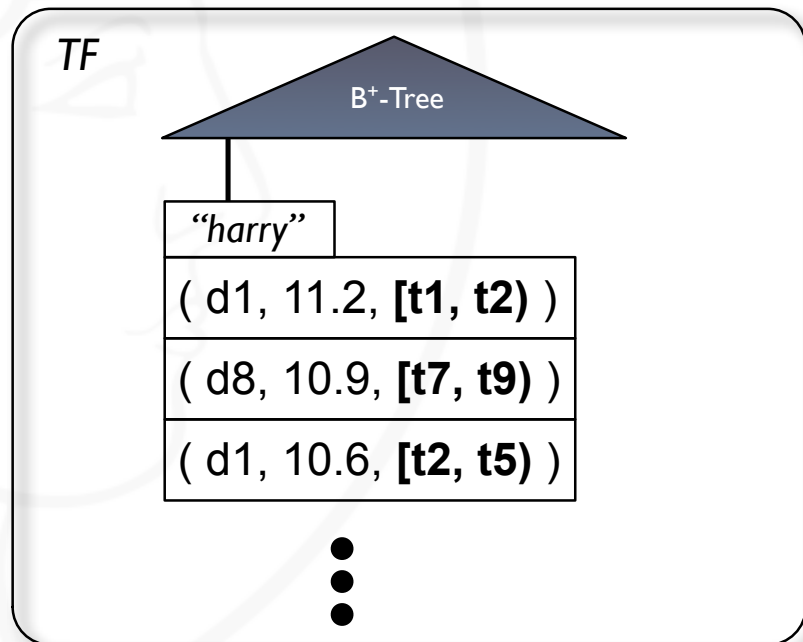 TF
B⁺-Tree
“harry”
( d1, 11.2, [t1, t2) )
( d8, 10.9, [t7, t9) )
( d1, 10.6, [t2, t5) )